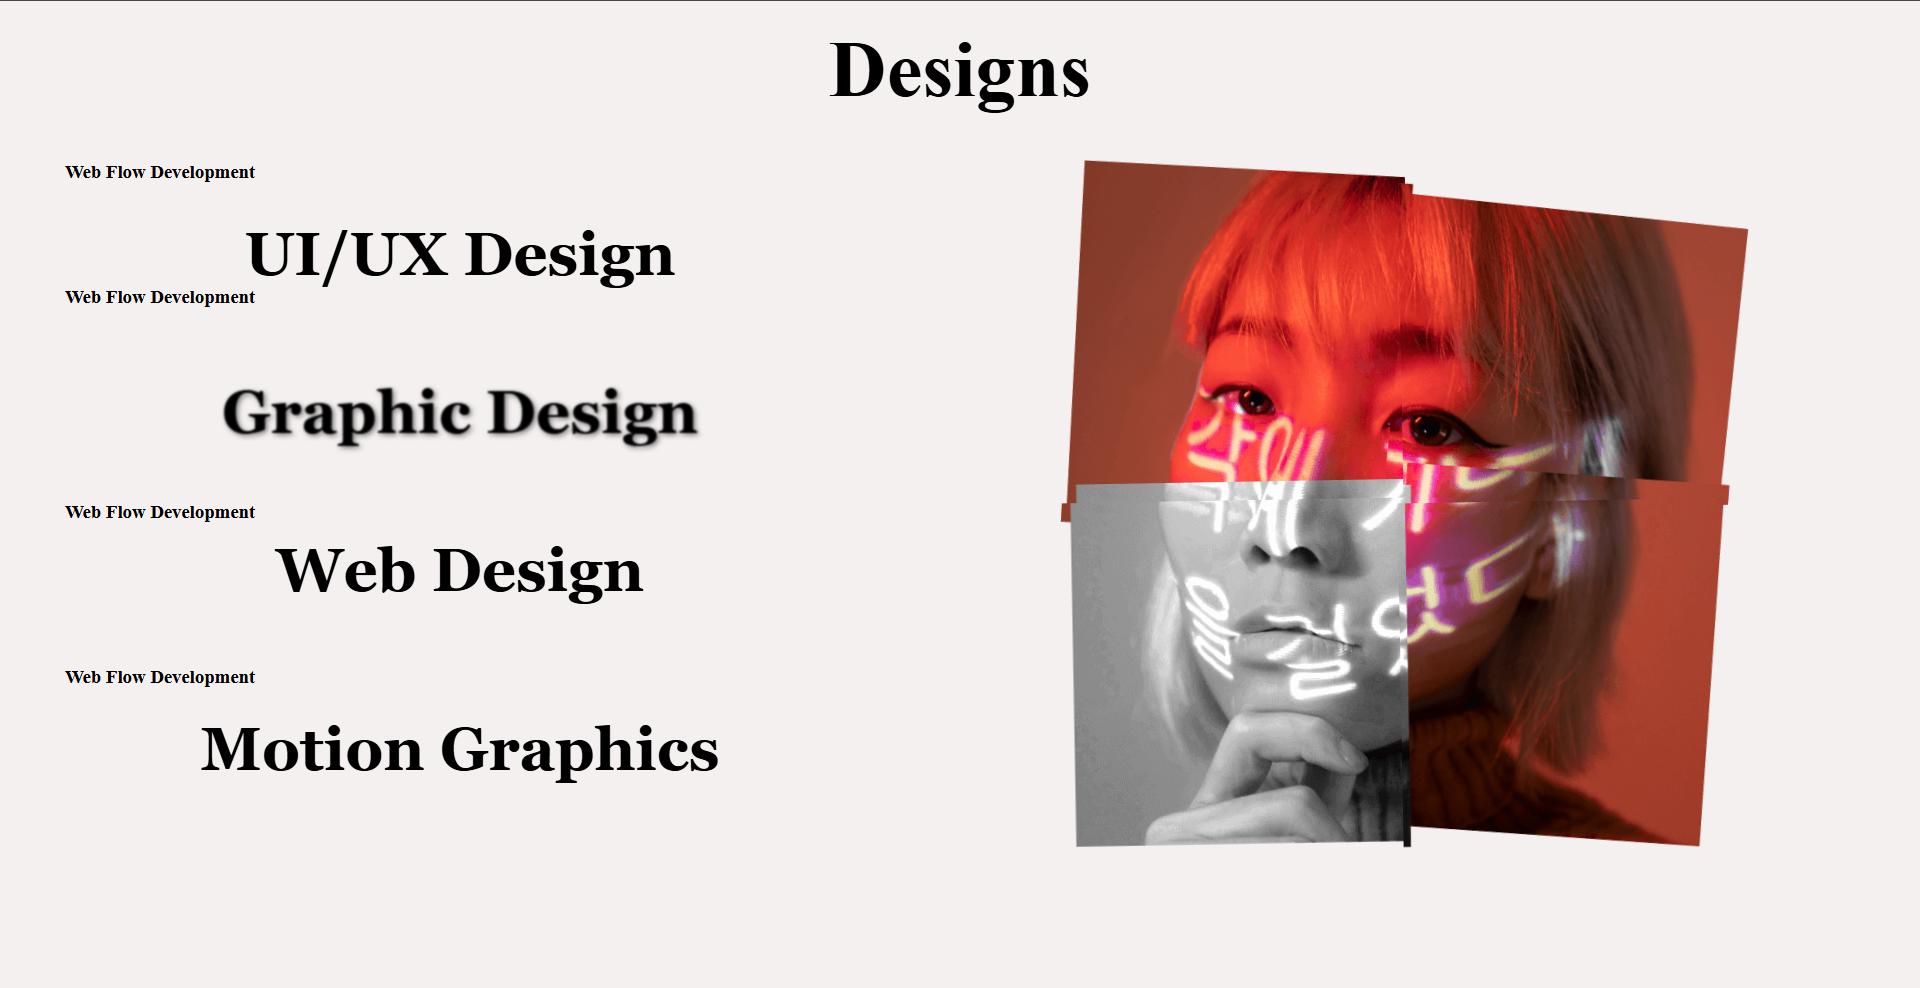 Designs
Web Flow Development
UI/UX Design
Web Flow Development
Graphic Design
Web Flow Development
Web Design
Web Flow Development
Motion Graphics